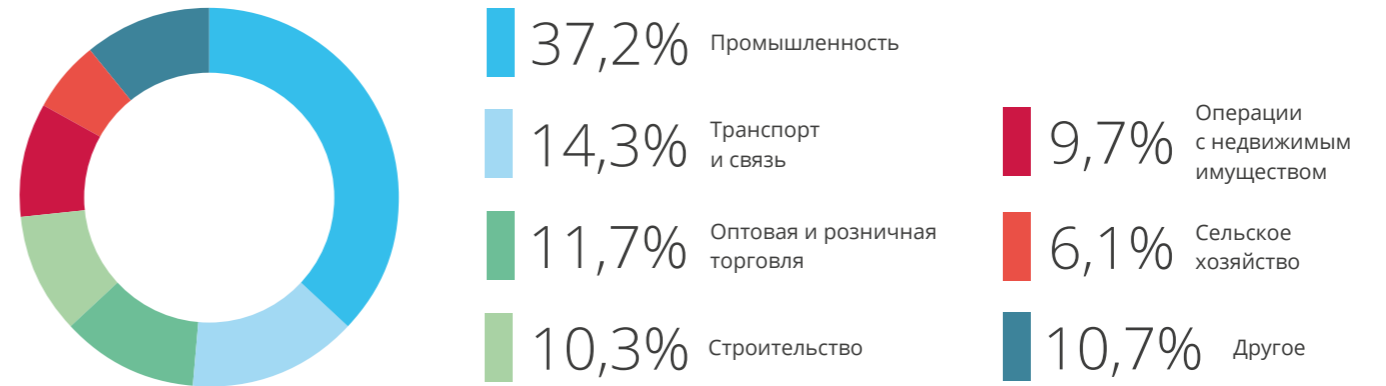 37,2% Промышленность
14,3% Транспорт
и связь
11,7% Оптовая и розничная
торговля
10,3% Строительство
9,7% Операции
с недвижимым
имуществом
6,1% Сельское
хозяйство
10,7% Другое